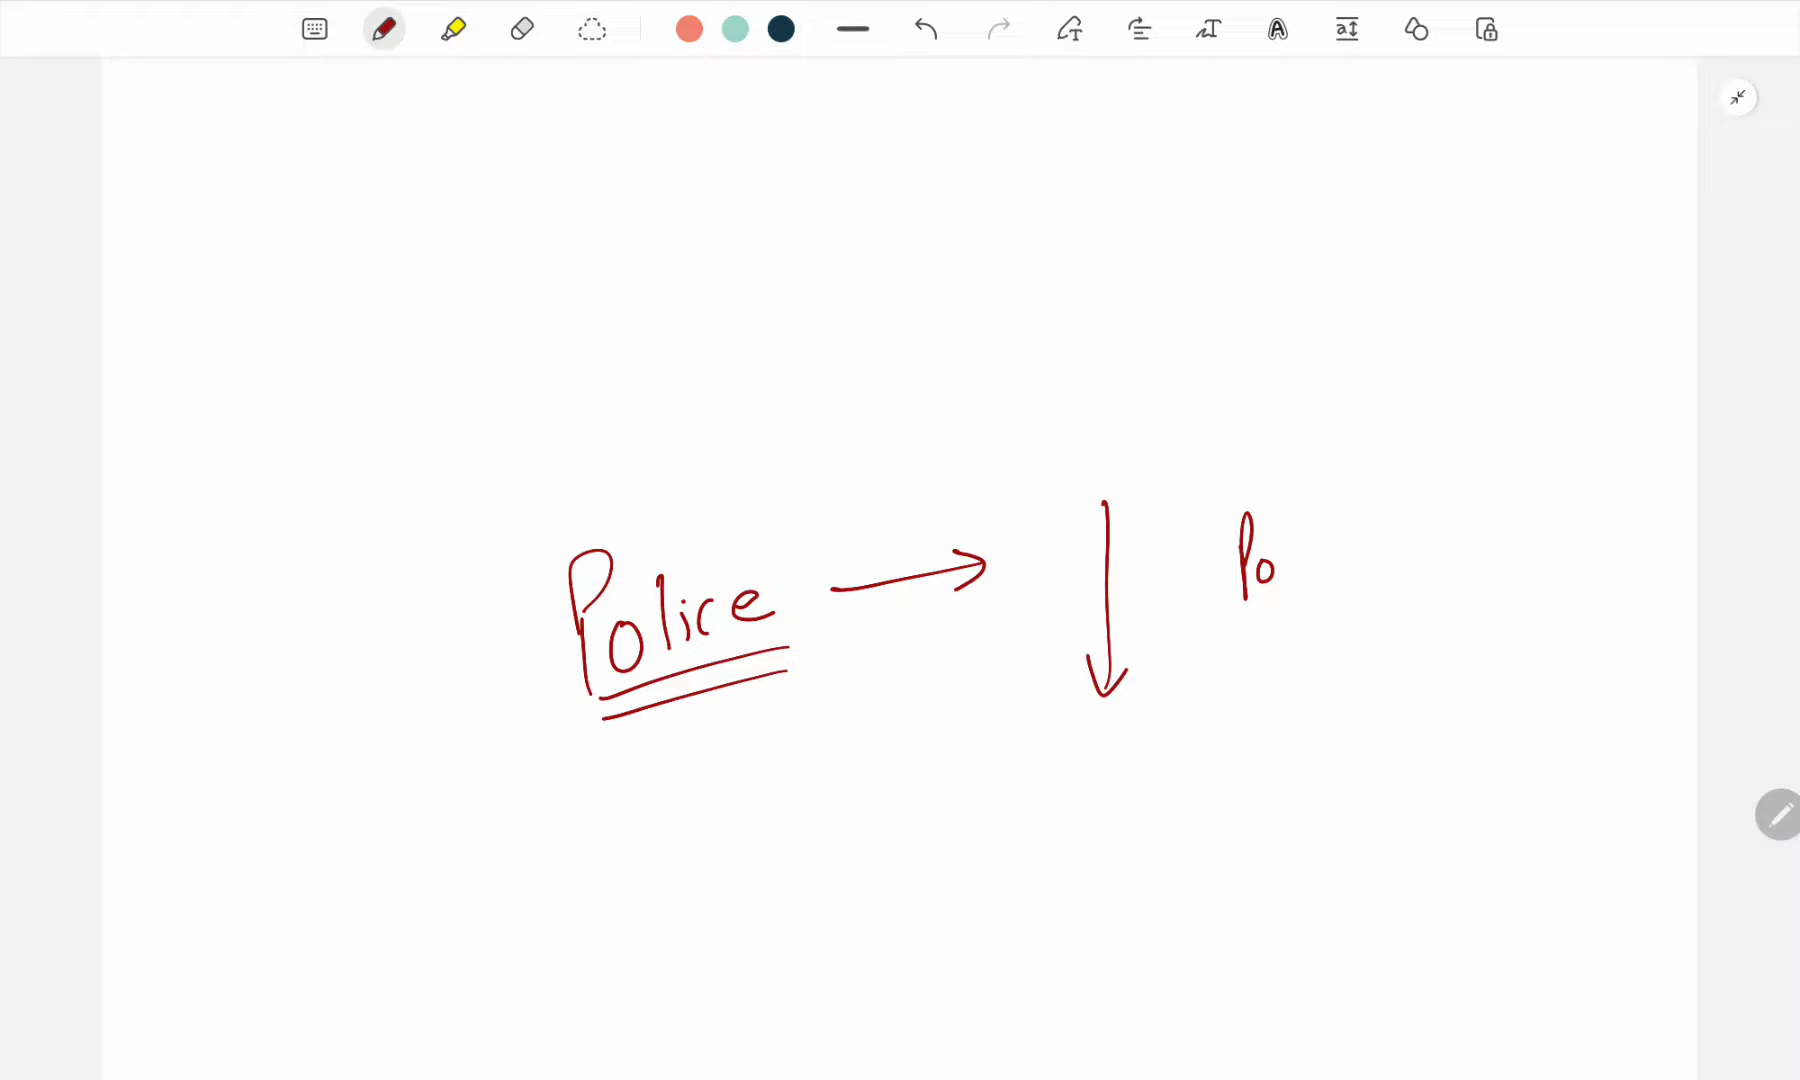 Police → ↓ Po